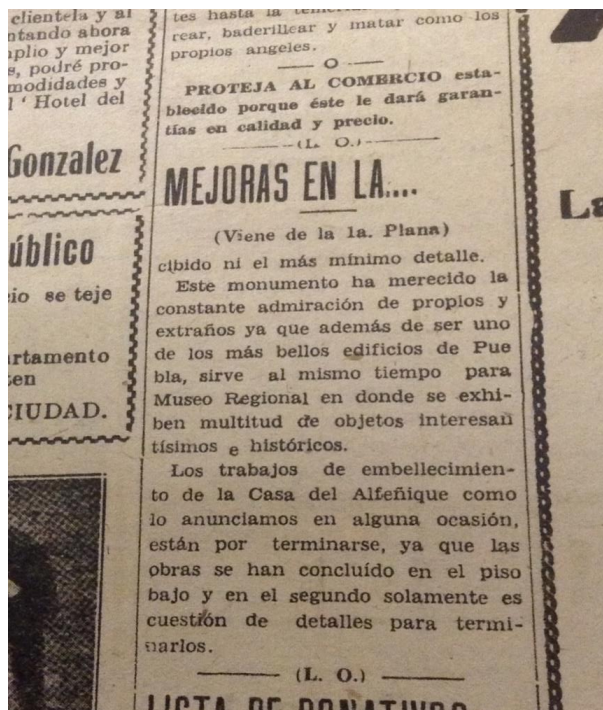 clientela y al
ntando ahora
nplio y mejor
s, podré pro-
modidades y
l ' Hotel del
Gonzalez
úblico
io se teje
artamento
ten
CIUDAD.
tes hasta la
rear, baderillear y matar como los
propios angeles.
O
PROTEJA AL COMERCIO esta-
blecido porque éste le dará garan-
tías en calidad y precio.
(L. O.)
MEJORAS EN LA....
(Viene de la 1a. Plana)
cibido ni el más mínimo detalle.
Este monumento ha merecido la
constante admiración de propios y
extraños ya que además de ser uno
de los más bellos edificios de Pue
bla, sirve al mismo tiempo para
Museo Regional en donde se exhi-
ben multitud de objetos interesan
tísimos e históricos.
Los trabajos de embellecimien-
to de la Casa del Alfeñique como
lo anunciamos en alguna ocasión,
están por terminarse, ya que las
obras se han concluído en el piso
bajo y en el segundo solamente es
cuestión de detalles para termi-
narlos.
(L. O.)
LISTA DE DONATIVOS
La